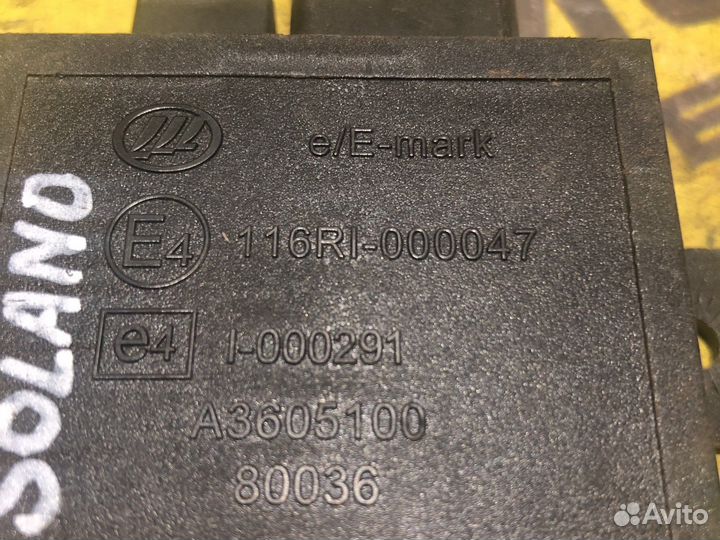 e/E-mark
E4 116RI-000047
e4 I-000291
A3605100
80036
SOLANO
Avito